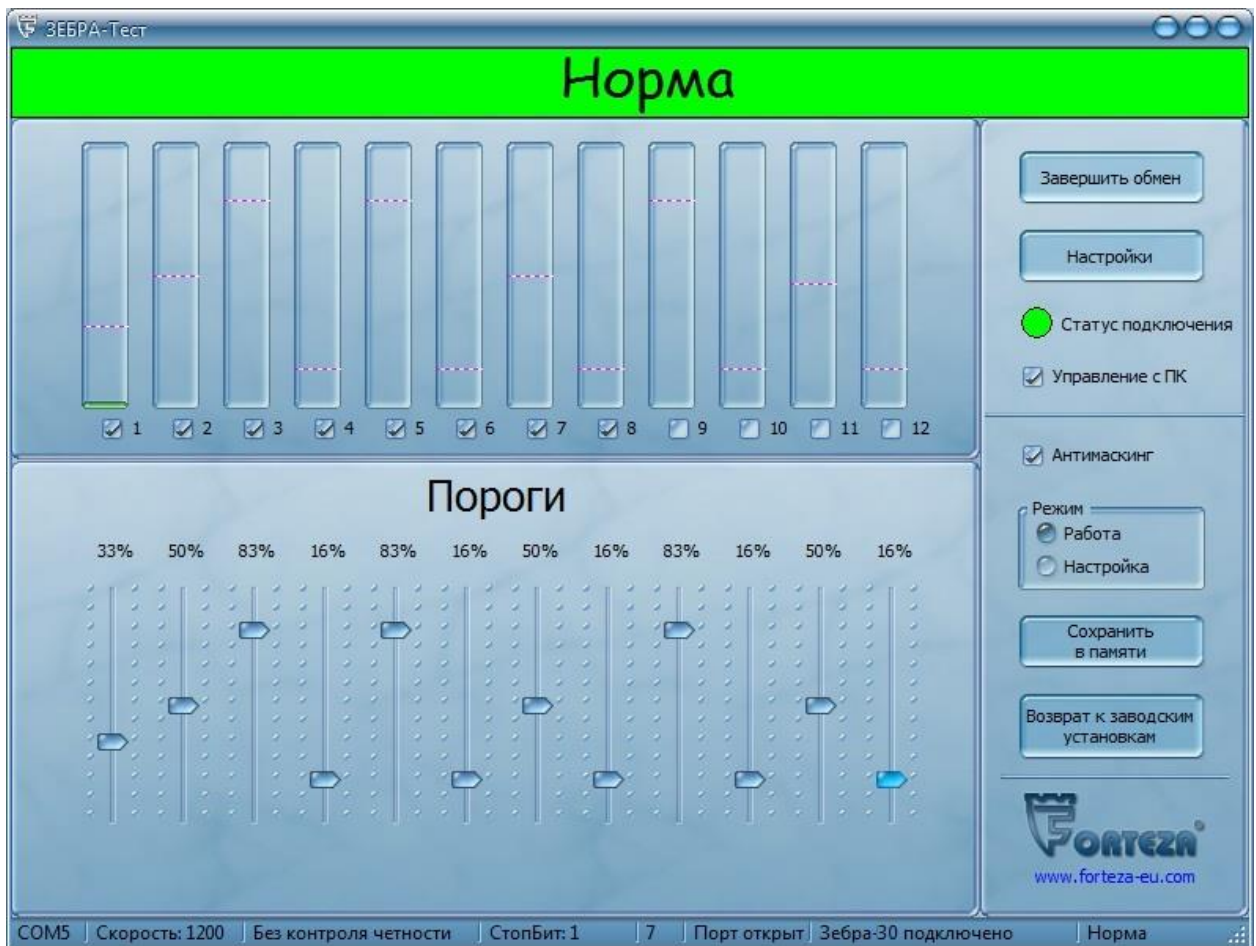 ЗЕБРА-Тест
Норма
1 2 3 4 5 6 7 8 9 10 11 12
Завершить обмен
Настройки
Статус подключения
Управление с ПК
Антимаскинг
Режим
Работа
Настройка
Сохранить
в памяти
Возврат к заводским
установкам
FORTEZA
www.forteza-eu.com
Пороги
33% 50% 83% 16% 83% 16% 50% 16% 83% 16% 50% 16%
COM5 Скорость: 1200 Без контроля четности СтопБит: 1 7 Порт открыт Зебра-30 подключено Норма